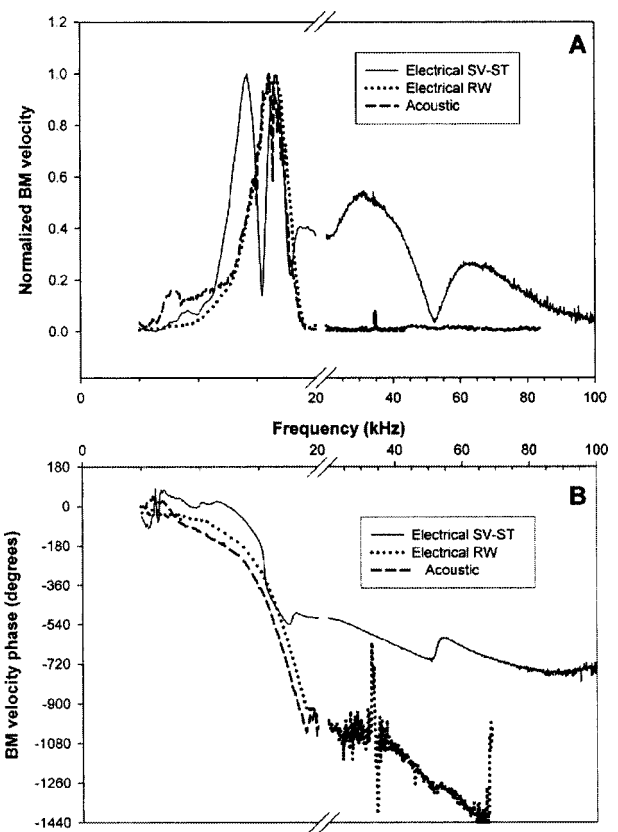 1.2
A
Electrical SV-ST
Electrical RW
Acoustic
1.0
0.8
0.6
0.4
0.2
0.0
Normalized BM velocity
0 20 40 60 80 100
Frequency (kHz)
0 20 40 60 80 100
B
Electrical SV-ST
Electrical RW
Acoustic
180
0
-180
-360
-540
-720
-900
-1080
-1260
-1440
BM velocity phase (degrees)